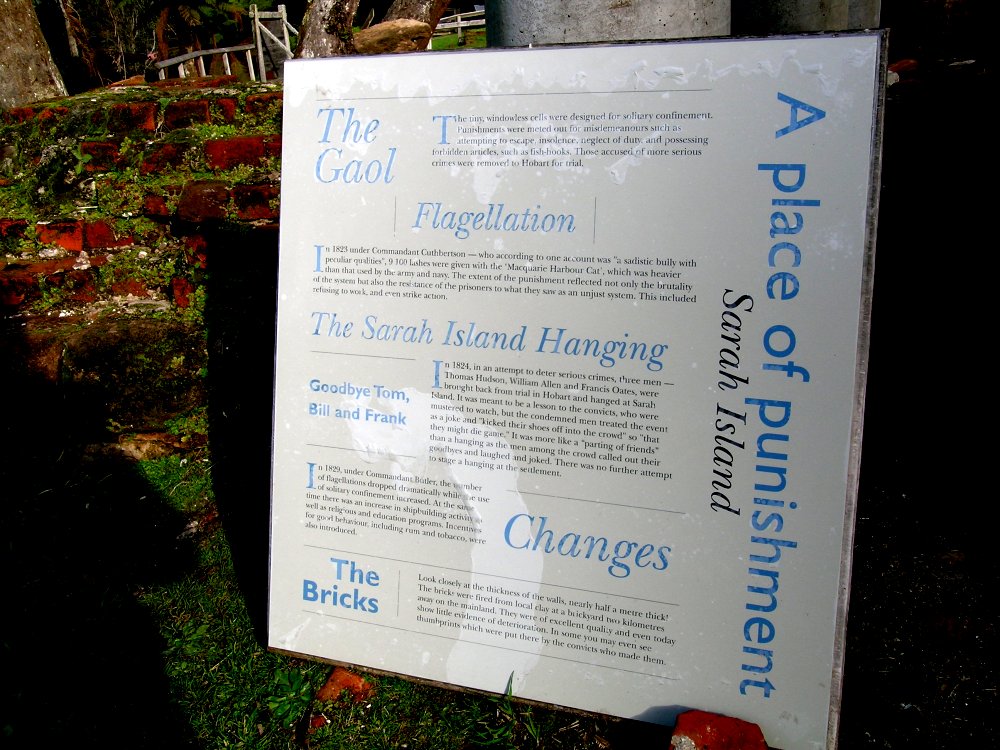 A place of punishment
Sarah Island
The
Gaol
The tiny, windowless cells were designed for solitary confinement.
Punishments were meted out for misdemeanours such as
attempting to escape, insolence, neglect of duty, and possessing
forbidden articles, such as fish-hooks. Those accused of more serious
crimes were removed to Hobart for trial.
Flagellation
In 1823 under Commandant Cuthbertson — who according to one account was "a sadistic bully with
peculiar qualities", 9 100 lashes were given with the 'Macquarie Harbour Cat', which was heavier
than that used by the army and navy. The extent of the punishment reflected not only the brutality
of the system but also the resistance of the prisoners to what they saw as an unjust system. This included
refusing to work, and even strike action.
The Sarah Island Hanging
Goodbye Tom,
Bill and Frank
In 1824, in an attempt to deter serious crimes, three men —
Thomas Hudson, William Allen and Francis Oates, were
brought back from trial in Hobart and hanged at Sarah
Island. It was meant to be a lesson to the convicts, who were
mustered to watch, but the condemned men treated the event
as a joke and "kicked their shoes off into the crowd" so "that
they might die game." It was more like a "parting of friends"
than a hanging as the men among the crowd called out their
goodbyes and laughed and joked. There was no further attempt
to stage a hanging at the settlement.
In 1829, under Commandant Butler, the number
of flagellations dropped dramatically while the use
of solitary confinement increased. At the same
time there was an increase in shipbuilding activity as
well as religious and education programs. Incentives
for good behaviour, including rum and tobacco, were
also introduced.
Changes
The
Bricks
Look closely at the thickness of the walls, nearly half a metre thick!
The bricks were fired from local clay at a brickyard two kilometres
away on the mainland. They were of excellent quality and even today
show little evidence of deterioration. In some you may even see
thumbprints which were put there by the convicts who made them.